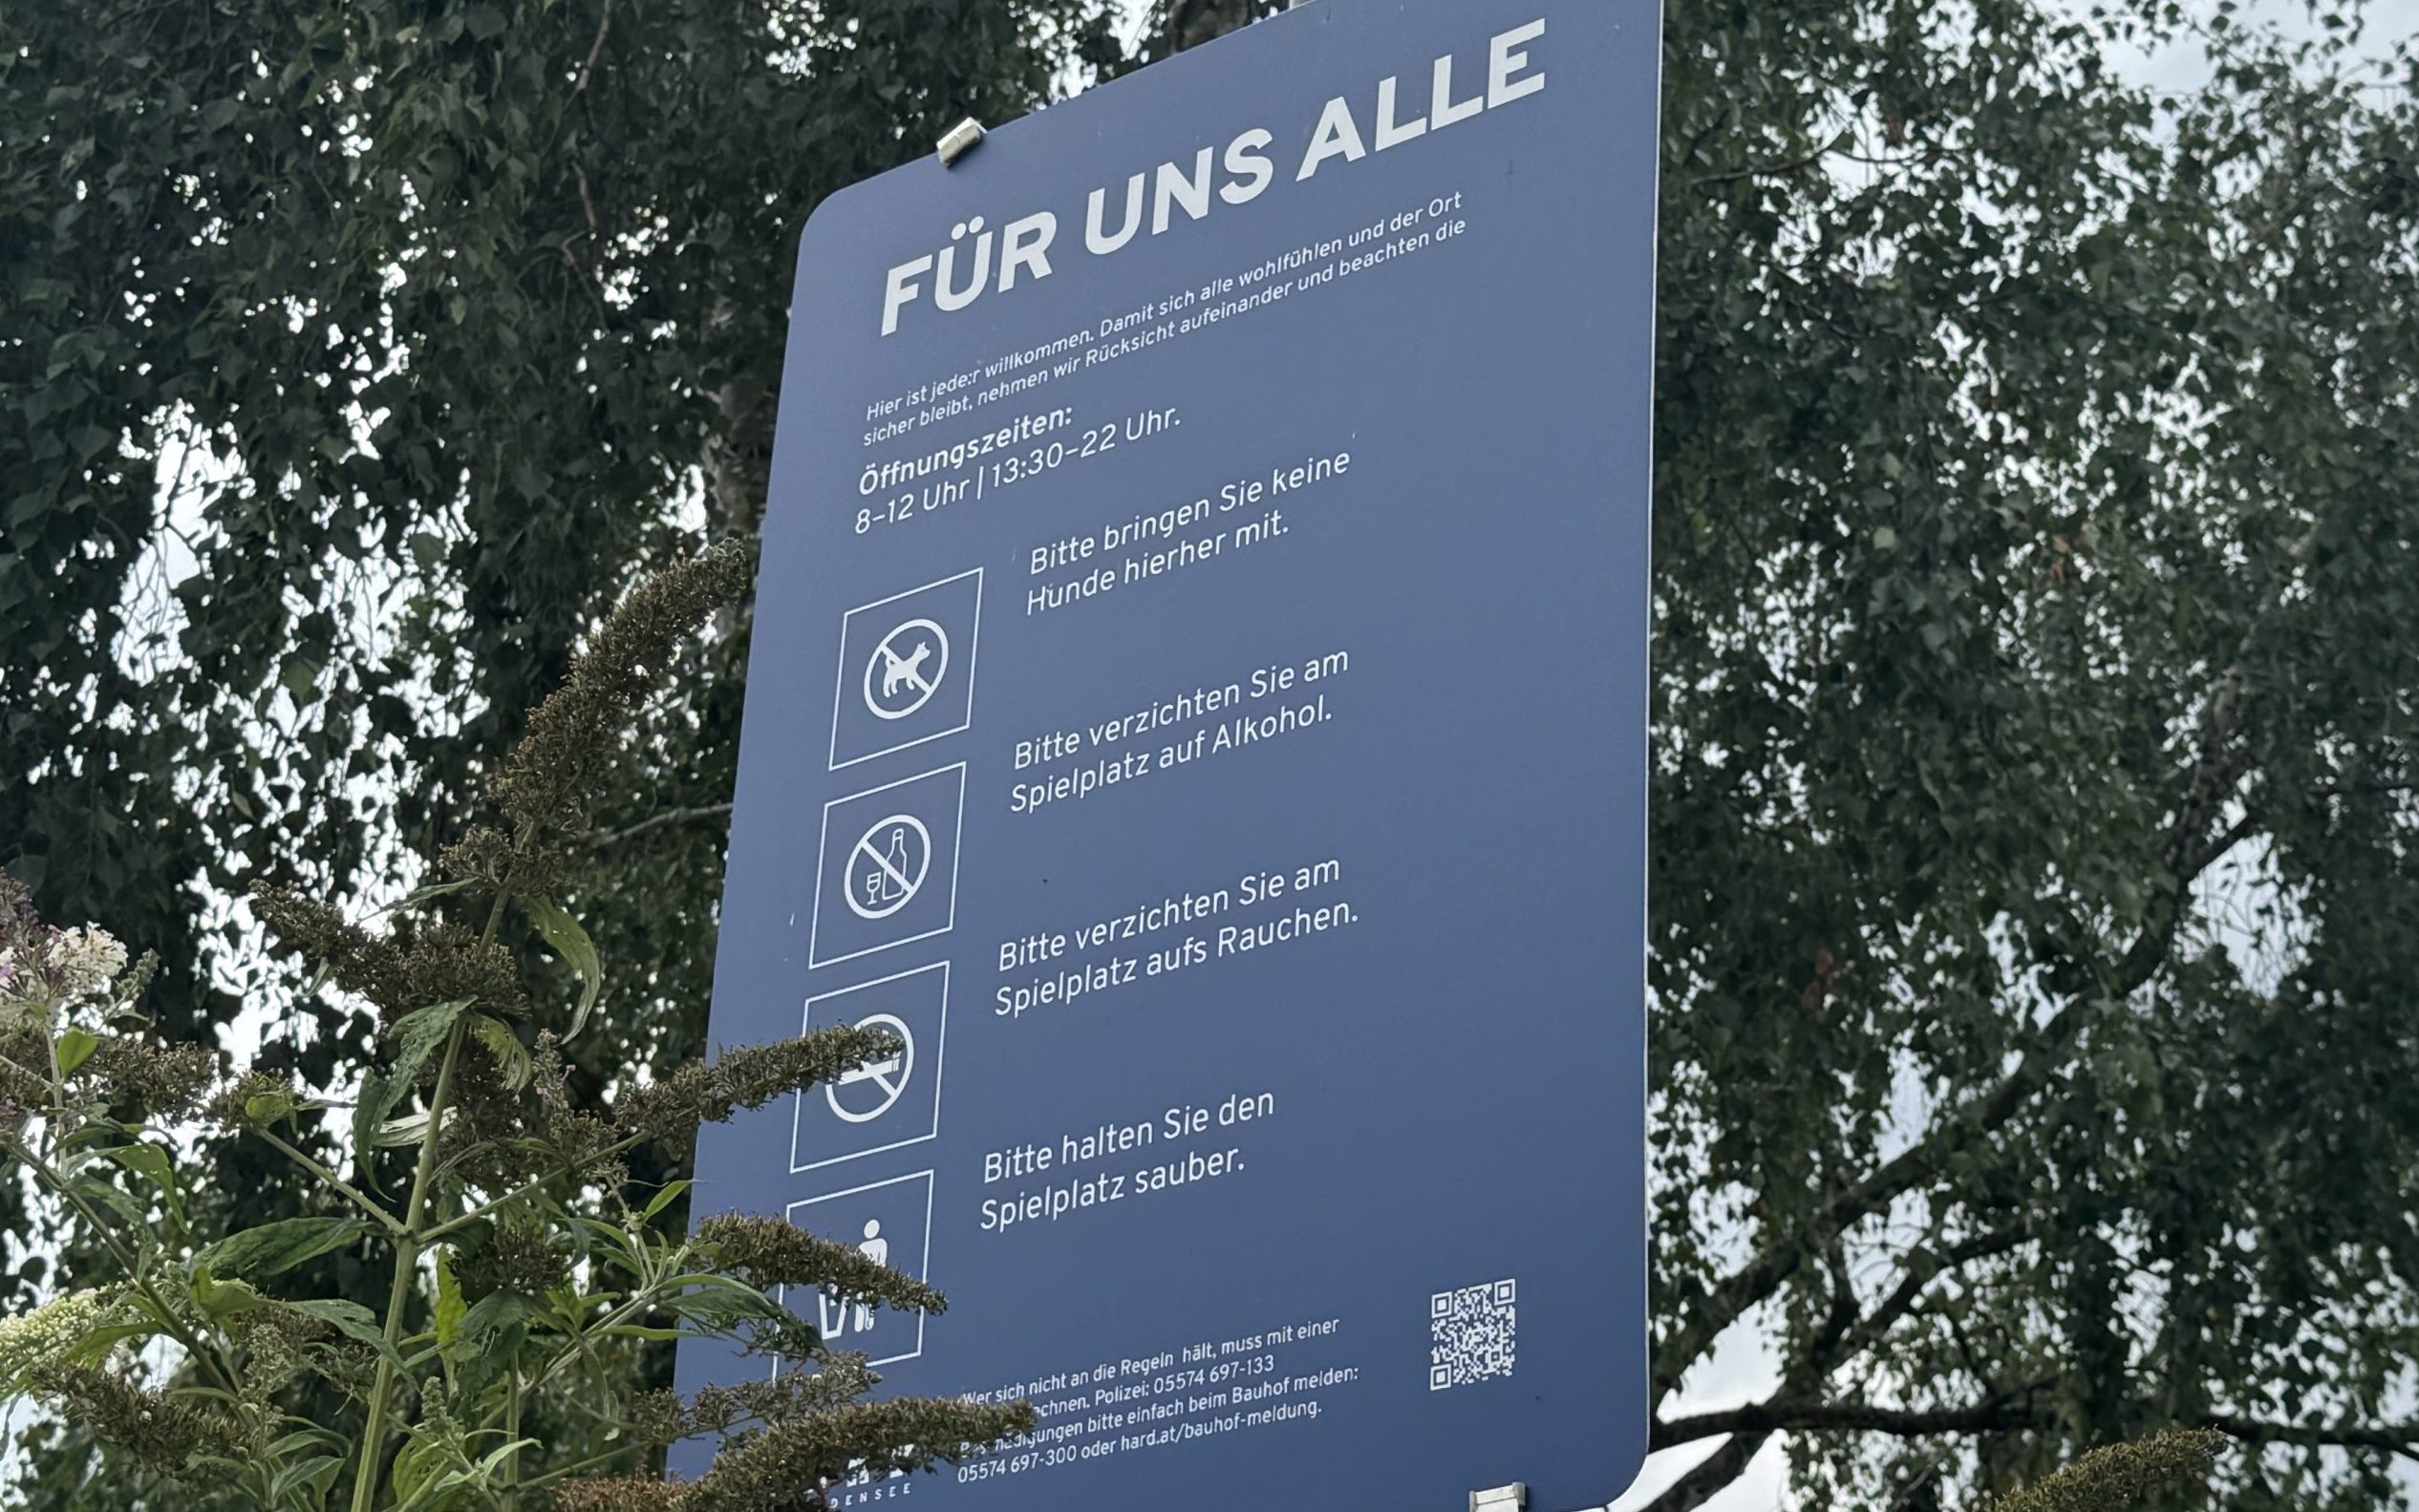 FÜR UNS ALLE
Hier ist jede:r willkommen. Damit sich alle wohlfühlen und der Ort
sicher bleibt, nehmen wir Rücksicht aufeinander und beachten die
Öffnungszeiten:
8–12 Uhr | 13:30–22 Uhr.
Bitte bringen Sie keine
Hunde hierher mit.
Bitte verzichten Sie am
Spielplatz auf Alkohol.
Bitte verzichten Sie am
Spielplatz aufs Rauchen.
Bitte halten Sie den
Spielplatz sauber.
Wer sich nicht an die Regeln hält, muss mit einer
Polizei: 05574 697-133
bitte einfach beim Bauhof melden:
05574 697-300 oder hard.at/bauhof-meldung.